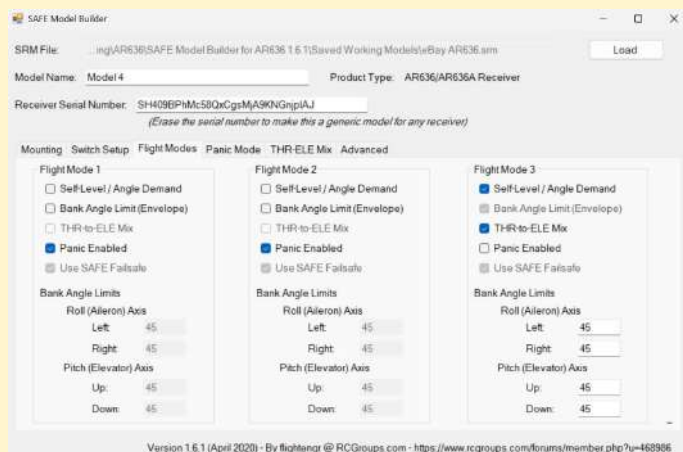 SAFE Model Builder
SRM File: ...ing\AR636\SAFE Model Builder for AR636 1.6.1\Saved Working Models\eBay AR636.srm Load
Model Name: Model 4 Product Type: AR636/AR636A Receiver
Receiver Serial Number:
(Erase the serial number to make this a generic model for any receiver)
Mounting Switch Setup Flight Modes Panic Mode THR-ELE Mix Advanced
Flight Mode 1
Self-Level / Angle Demand
Bank Angle Limit (Envelope)
THR-to-ELE Mix
Panic Enabled
Use SAFE Failsafe
Bank Angle Limits
Roll (Aileron) Axis
Left: 45
Right: 45
Pitch (Elevator) Axis
Up: 45
Down: 45
Flight Mode 2
Self-Level / Angle Demand
Bank Angle Limit (Envelope)
THR-to-ELE Mix
Panic Enabled
Use SAFE Failsafe
Bank Angle Limits
Roll (Aileron) Axis
Left: 45
Right: 45
Pitch (Elevator) Axis
Up: 45
Down: 45
Flight Mode 3
Self-Level / Angle Demand
Bank Angle Limit (Envelope)
THR-to-ELE Mix
Panic Enabled
Use SAFE Failsafe
Bank Angle Limits
Roll (Aileron) Axis
Left: 45
Right: 45
Pitch (Elevator) Axis
Up: 45
Down: 45
Version 1.6.1 (April 2020) - By flightengr @ RCGroups.com - https://www.rcgroups.com/forums/member.php?u=468986